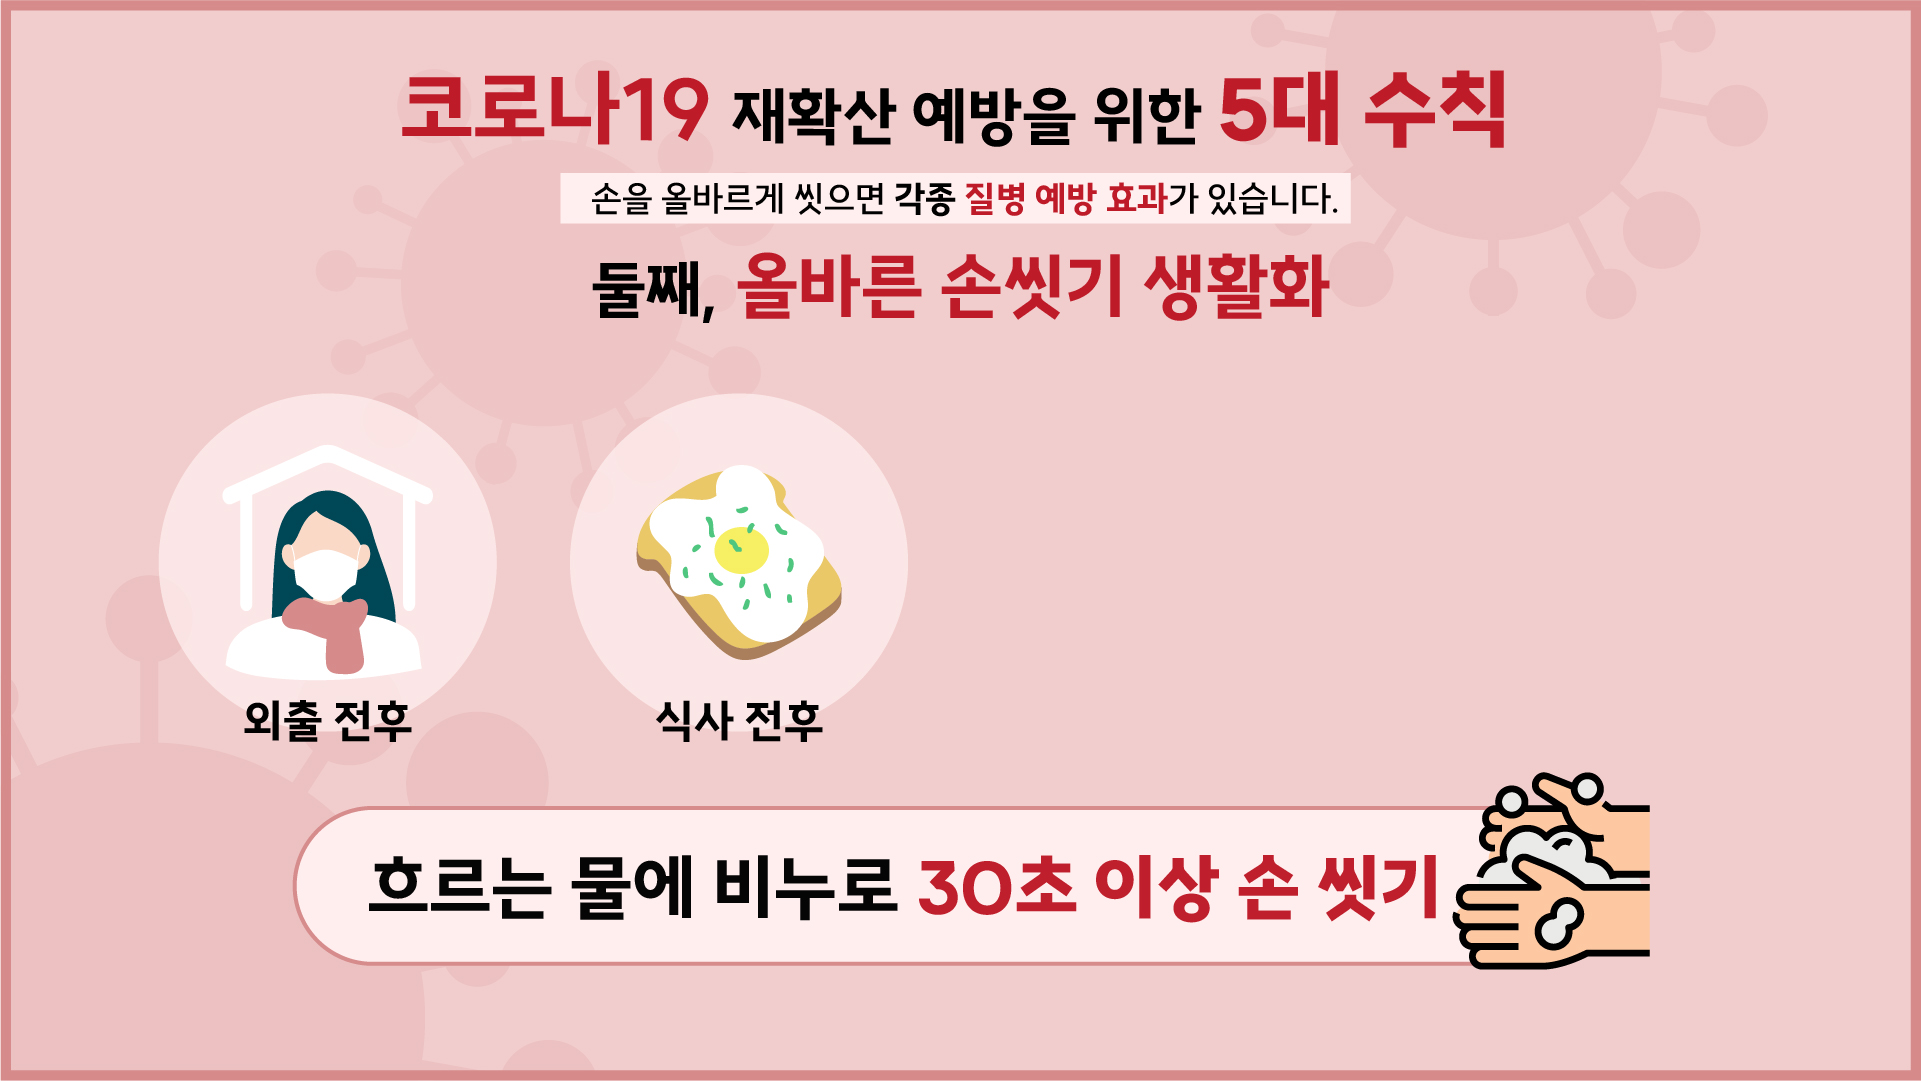 코로나19 재확산 예방을 위한 5대 수칙
손을 올바르게 씻으면 각종 질병 예방 효과가 있습니다.
둘째, 올바른 손씻기 생활화
외출 전후
식사 전후
흐르는 물에 비누로 30초 이상 손 씻기